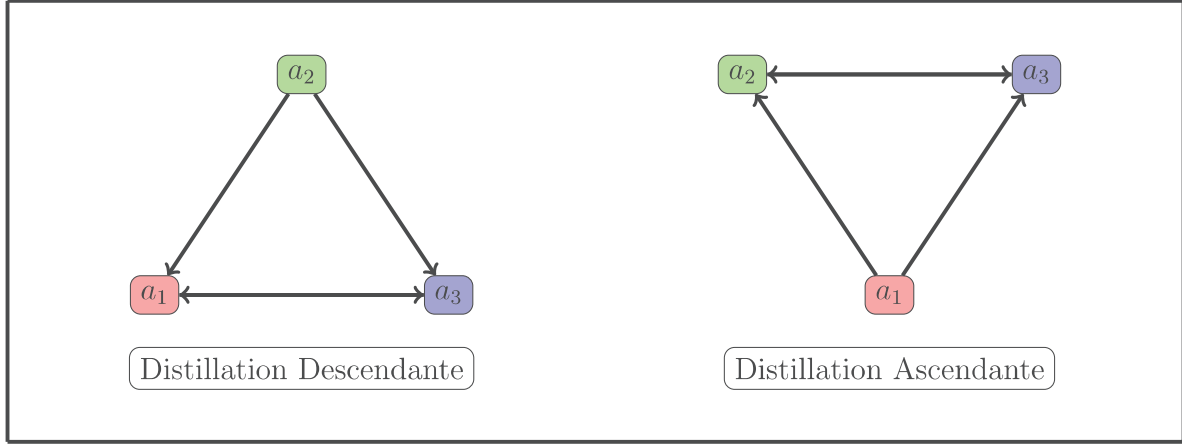 a₂
a₁
a₃
Distillation Descendante
a₂
a₃
a₁
Distillation Ascendante